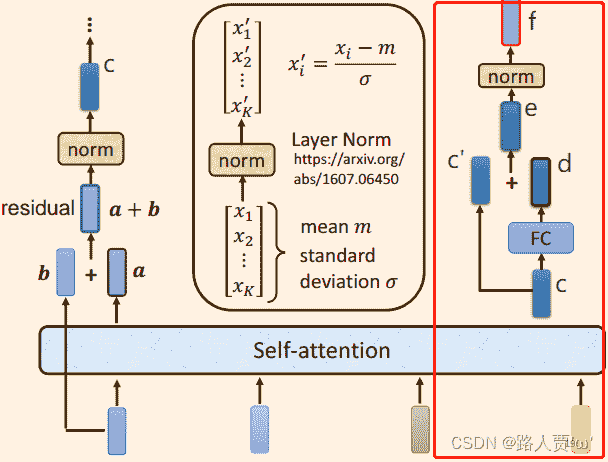 ⋮
c
norm
residual
a + b
b + a
x′₁
x′₂
⋮
x′K
x′ᵢ = (xᵢ − m) / σ
norm
Layer Norm
https://arxiv.org/
abs/1607.06450
x₁
x₂
⋮
xK
mean m
standard
deviation σ
f
norm
e
c'
+
d
FC
c
Self-attention
CSDN @路人贾'ω'